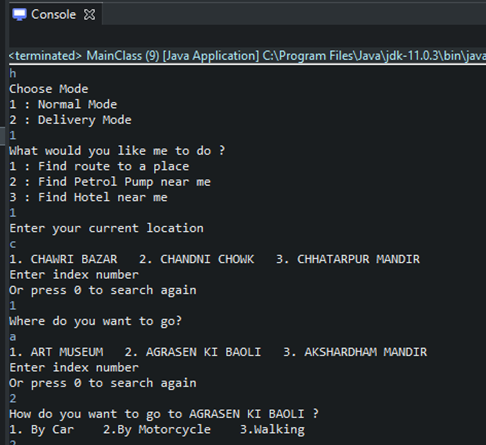 Console
<terminated> MainClass (9) [Java Application] C:\Program Files\Java\jdk-11.0.3\bin\java
h
Choose Mode
1 : Normal Mode
2 : Delivery Mode
1
What would you like me to do ?
1 : Find route to a place
2 : Find Petrol Pump near me
3 : Find Hotel near me
1
Enter your current location
c
1. CHAWRI BAZAR   2. CHANDNI CHOWK   3. CHHATARPUR MANDIR
Enter index number
Or press 0 to search again
1
Where do you want to go?
a
1. ART MUSEUM   2. AGRASEN KI BAOLI   3. AKSHARDHAM MANDIR
Enter index number
Or press 0 to search again
2
How do you want to go to AGRASEN KI BAOLI ?
1. By Car    2.By Motorcycle    3.Walking